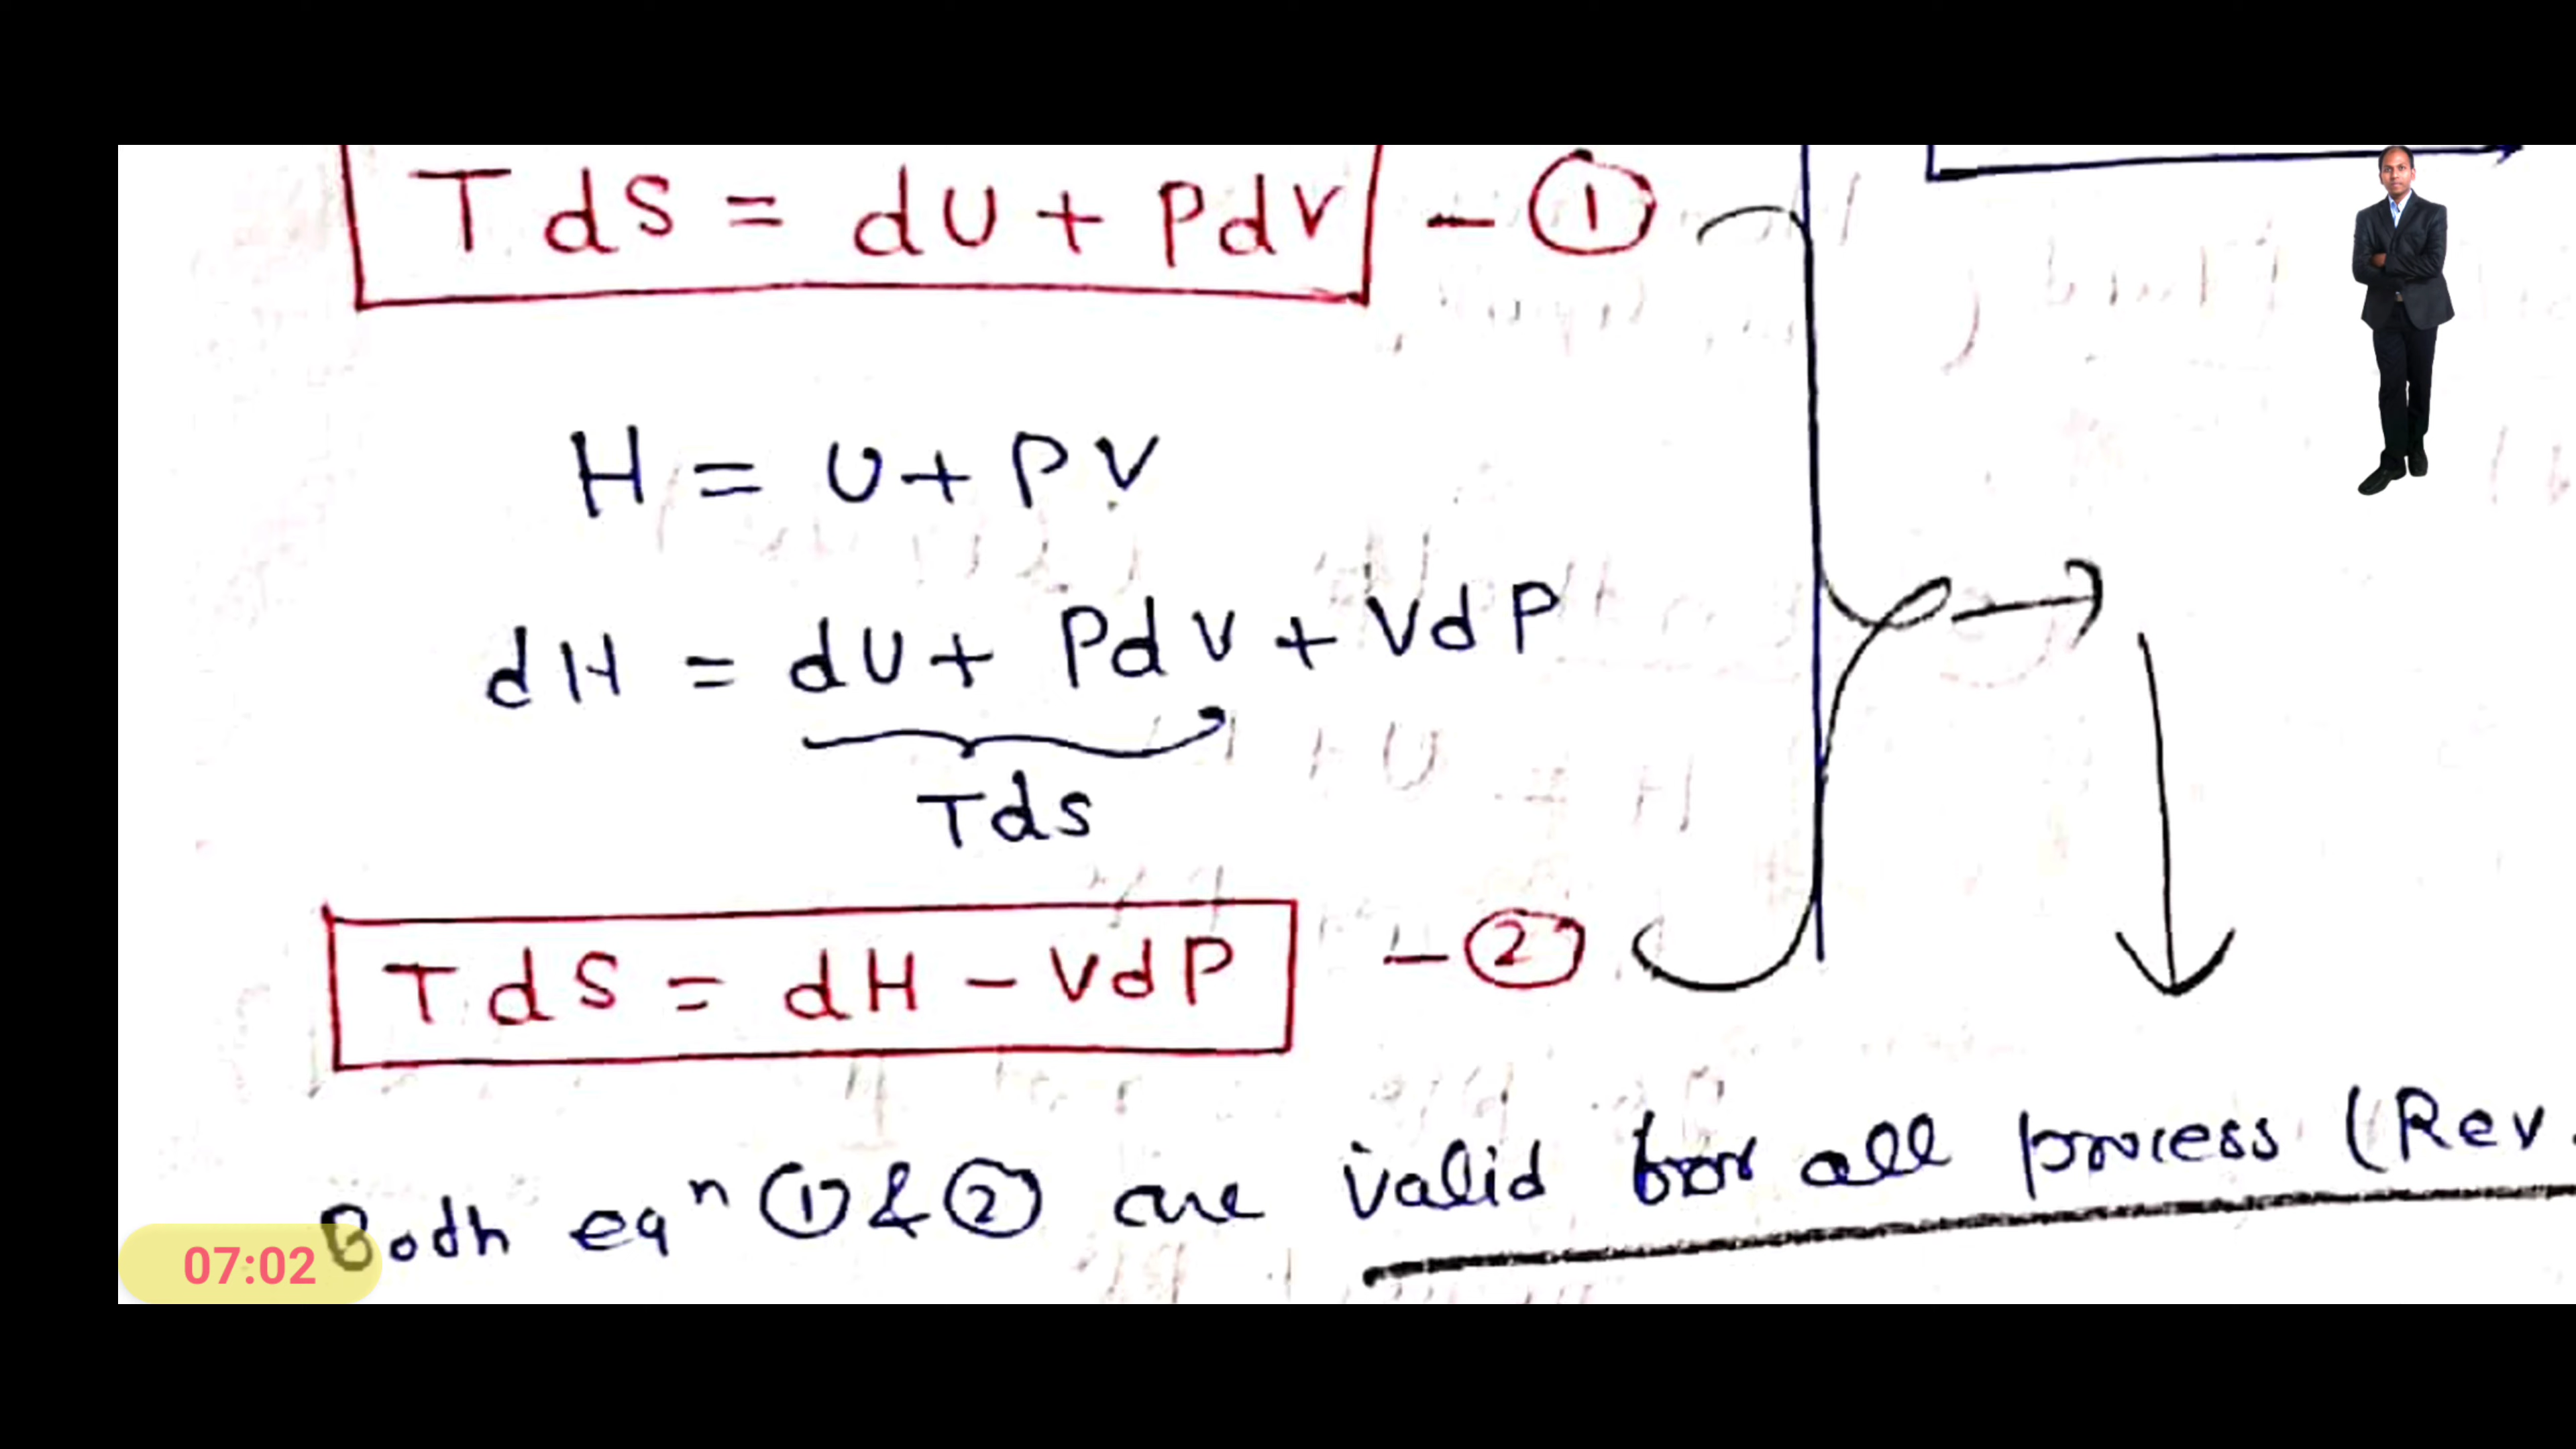 TdS = dU + PdV - ①
H = U + PV
dH = dU + PdV + VdP
Tds
TdS = dH - VdP - ②
Both eqⁿ ① & ② are valid for all process (Rev.
07:02